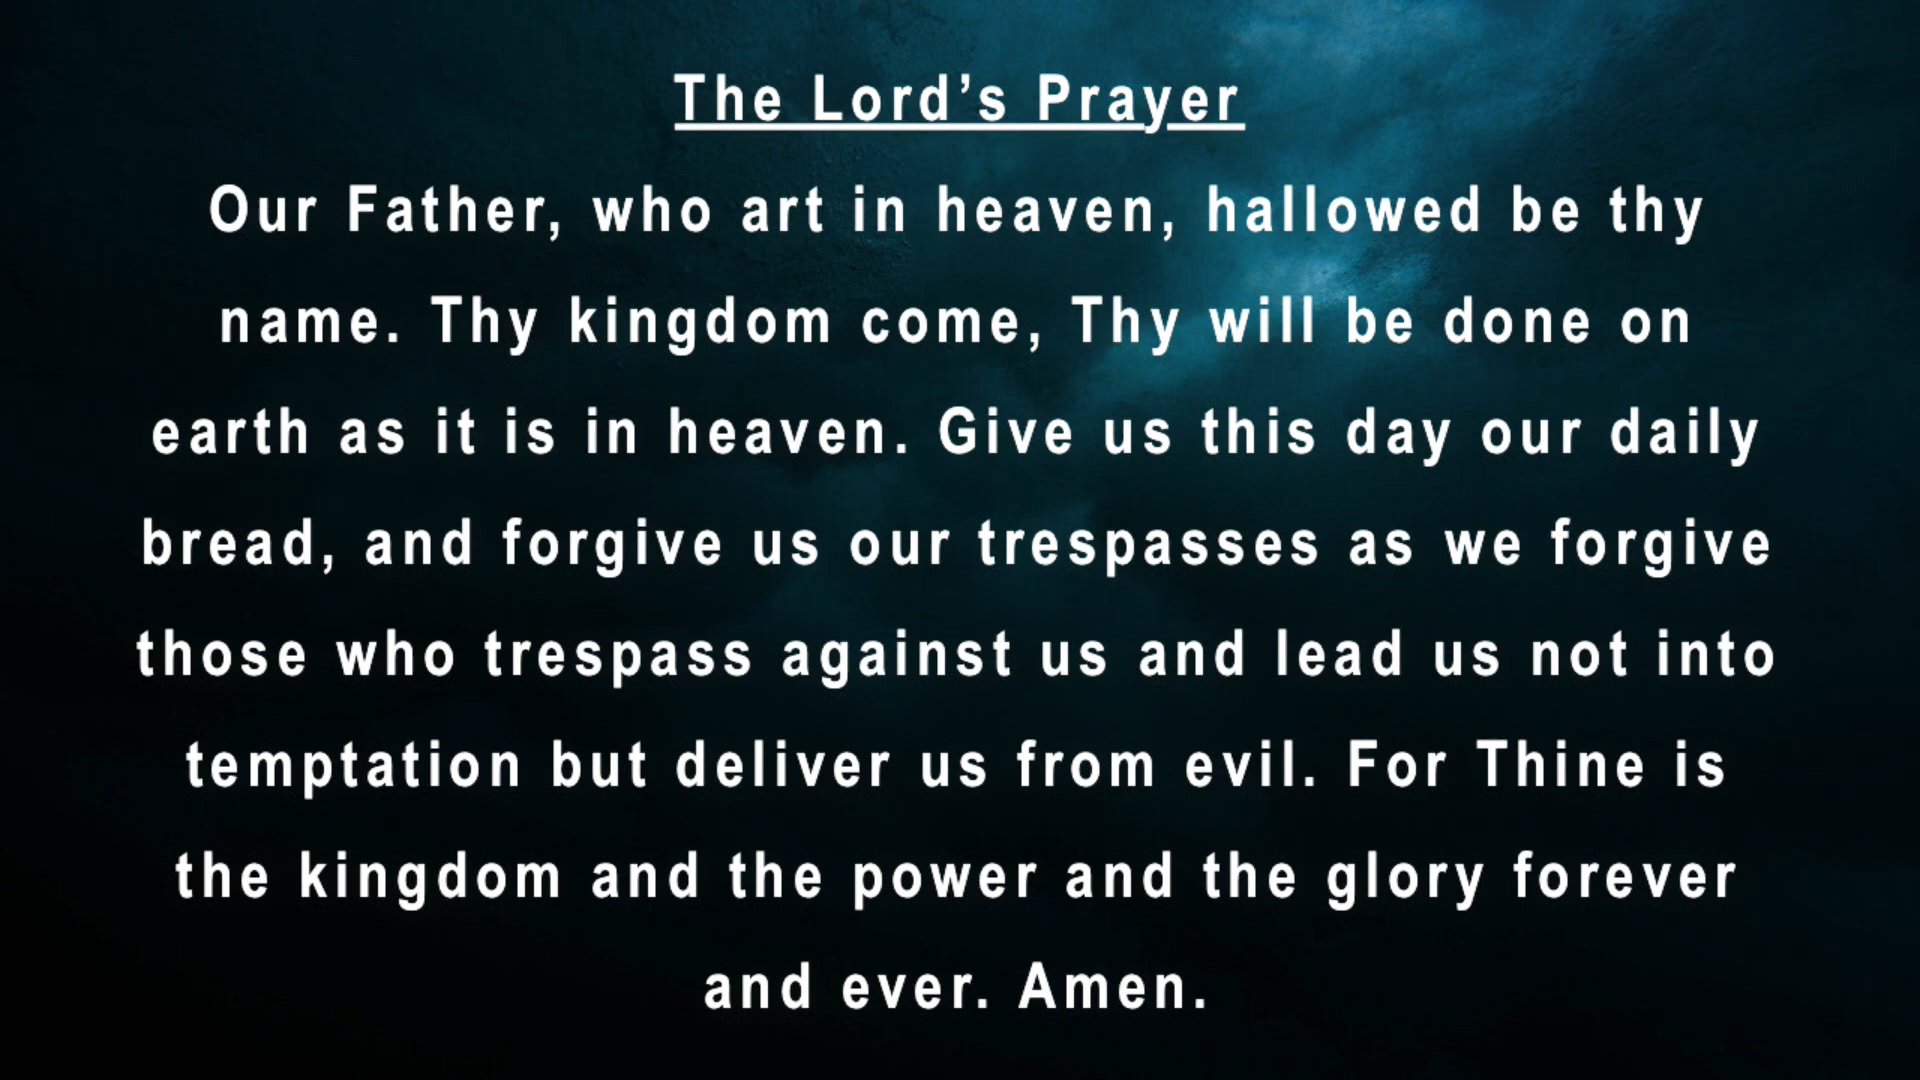 The Lord’s Prayer
Our Father, who art in heaven, hallowed be thy
name. Thy kingdom come, Thy will be done on
earth as it is in heaven. Give us this day our daily
bread, and forgive us our trespasses as we forgive
those who trespass against us and lead us not into
temptation but deliver us from evil. For Thine is
the kingdom and the power and the glory forever
and ever. Amen.